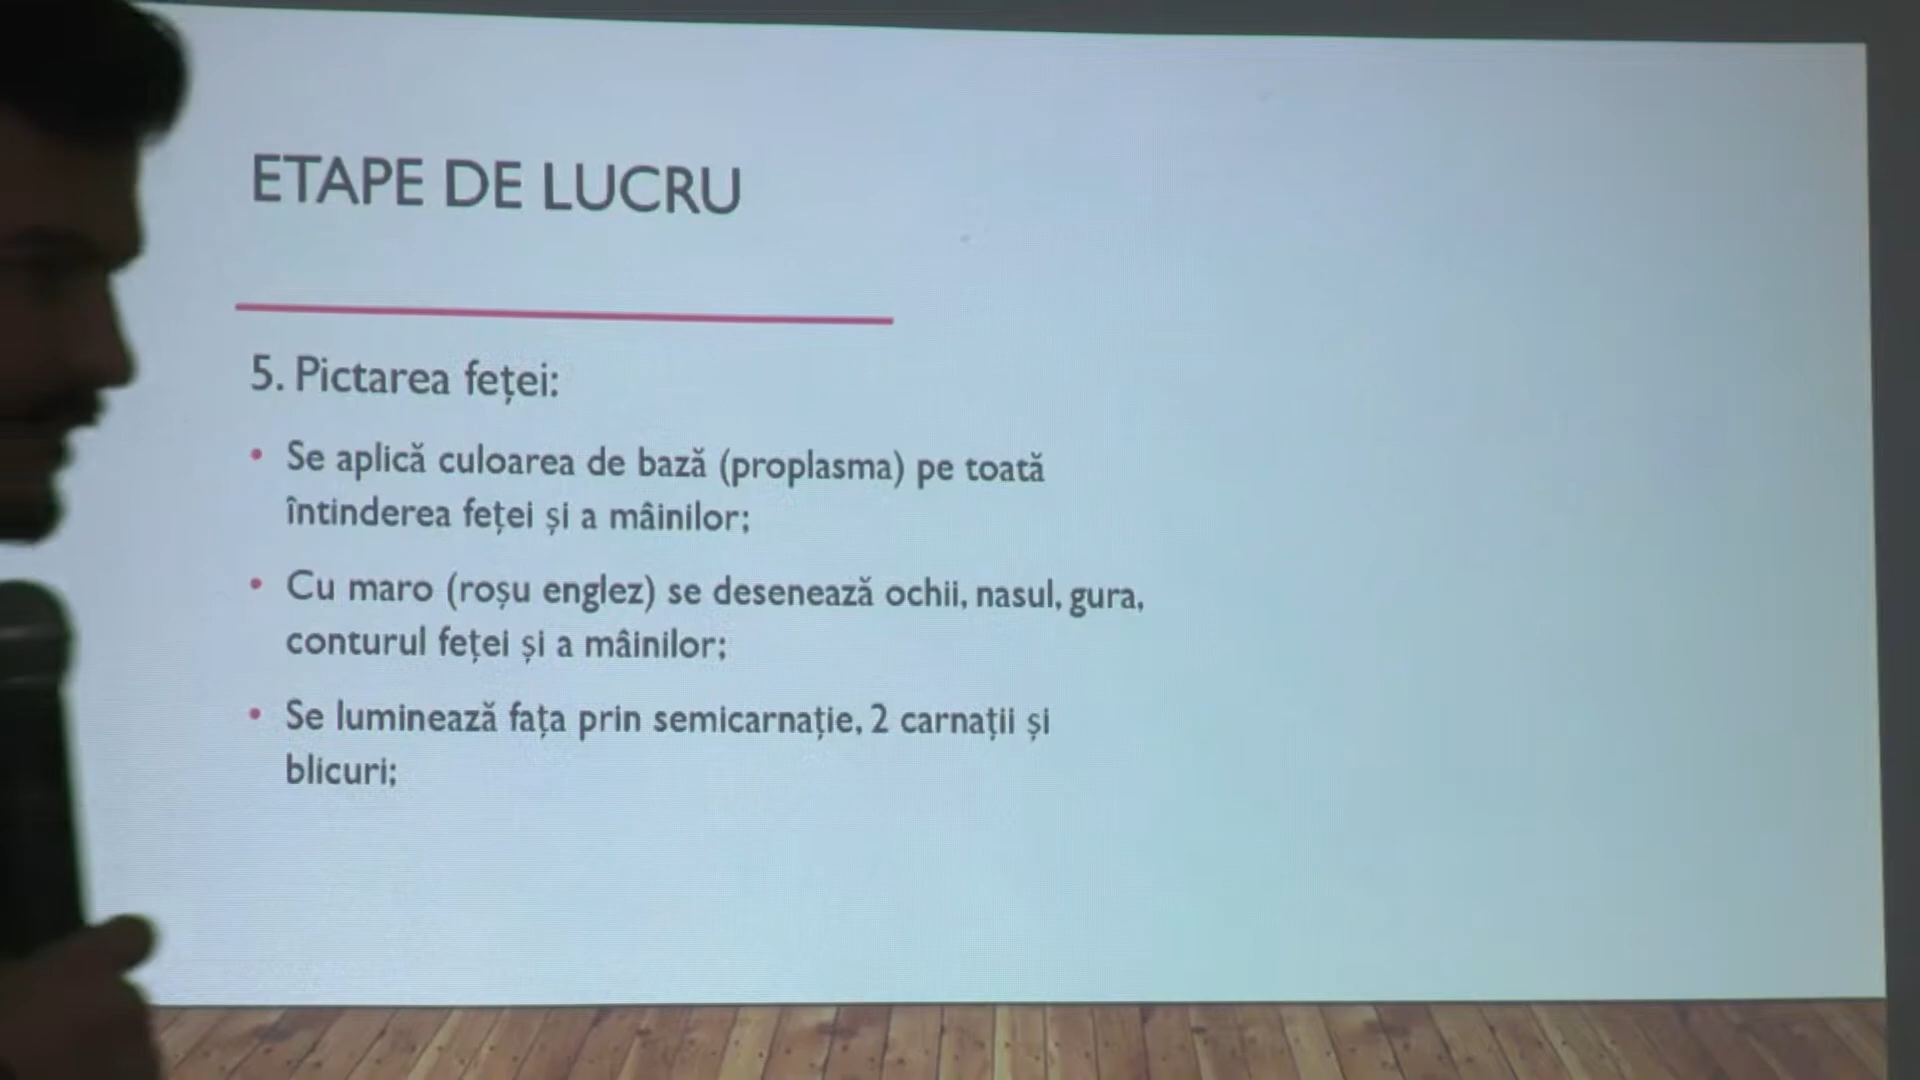 ETAPE DE LUCRU
5. Pictarea feței:
• Se aplică culoarea de bază (proplasma) pe toată
întinderea feței și a mâinilor;
• Cu maro (roșu englez) se desenează ochii, nasul, gura,
conturul feței și a mâinilor;
• Se luminează fața prin semicarnație, 2 carnații și
blicuri;